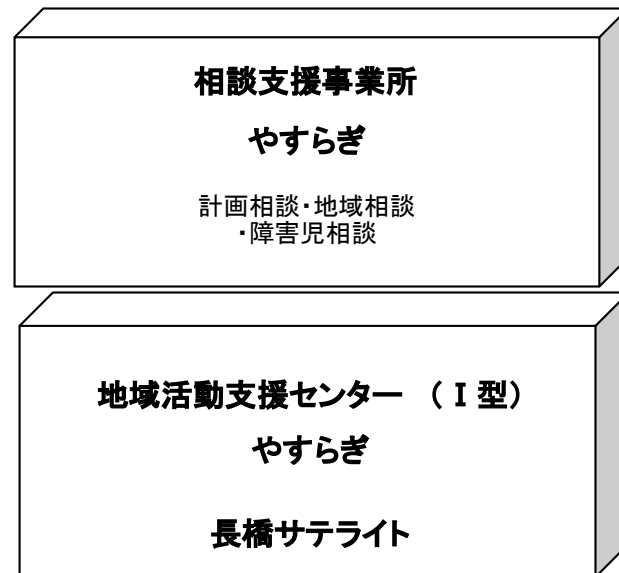 相談支援事業所
やすらぎ
計画相談・地域相談
・障害児相談
地域活動支援センター （Ⅰ型）
やすらぎ
長橋サテライト